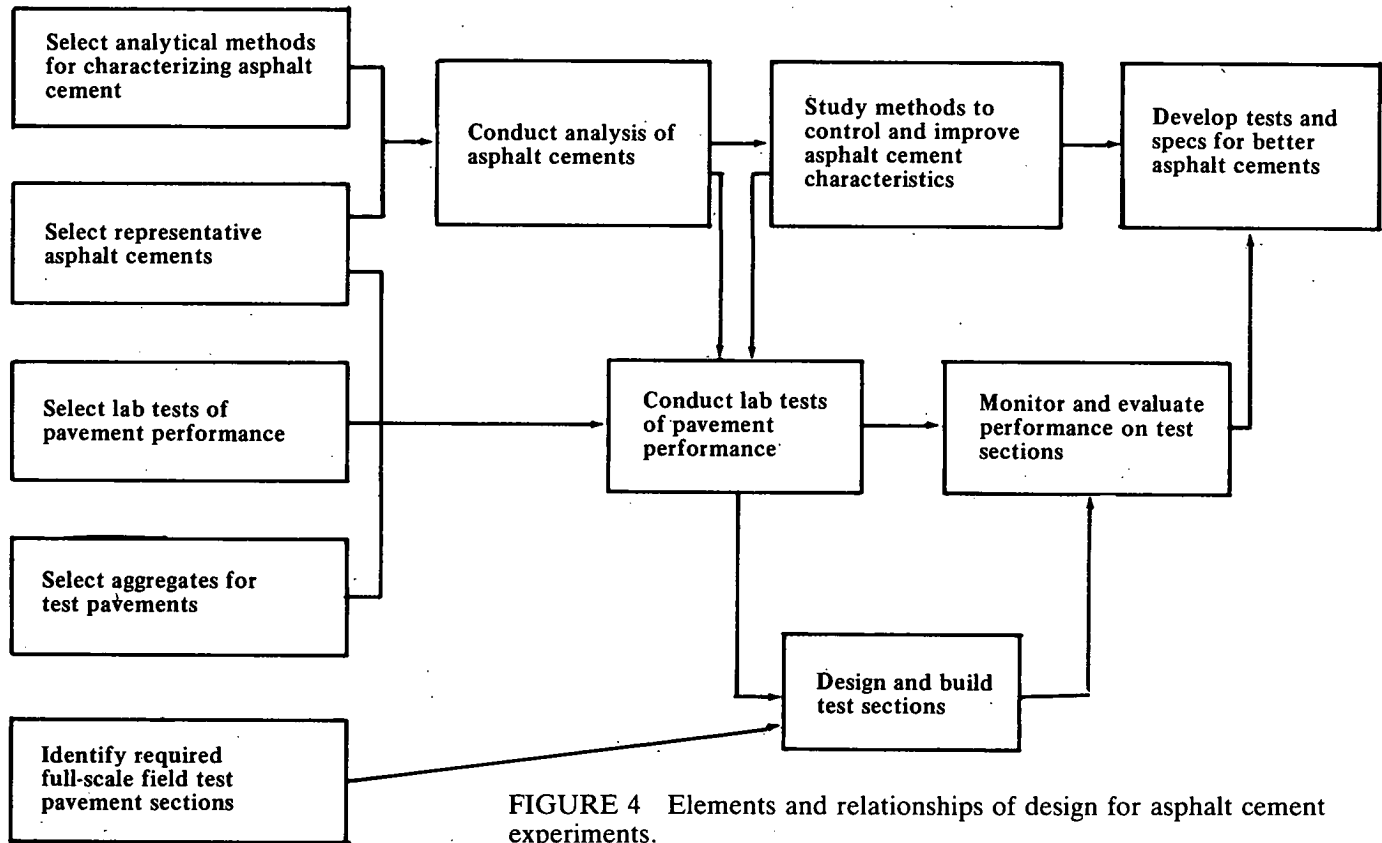 Select analytical methods
for characterizing asphalt
cement
Select representative
asphalt cements
Select lab tests of
pavement performance
Select aggregates for
test pavements
Identify required
full-scale field test
pavement sections
Conduct analysis of
asphalt cements
Study methods to
control and improve
asphalt cement
characteristics
Develop tests and
specs for better
asphalt cements
Conduct lab tests
of pavement
performance
Monitor and evaluate
performance on test
sections
Design and build
test sections
FIGURE 4 Elements and relationships of design for asphalt cement
experiments.